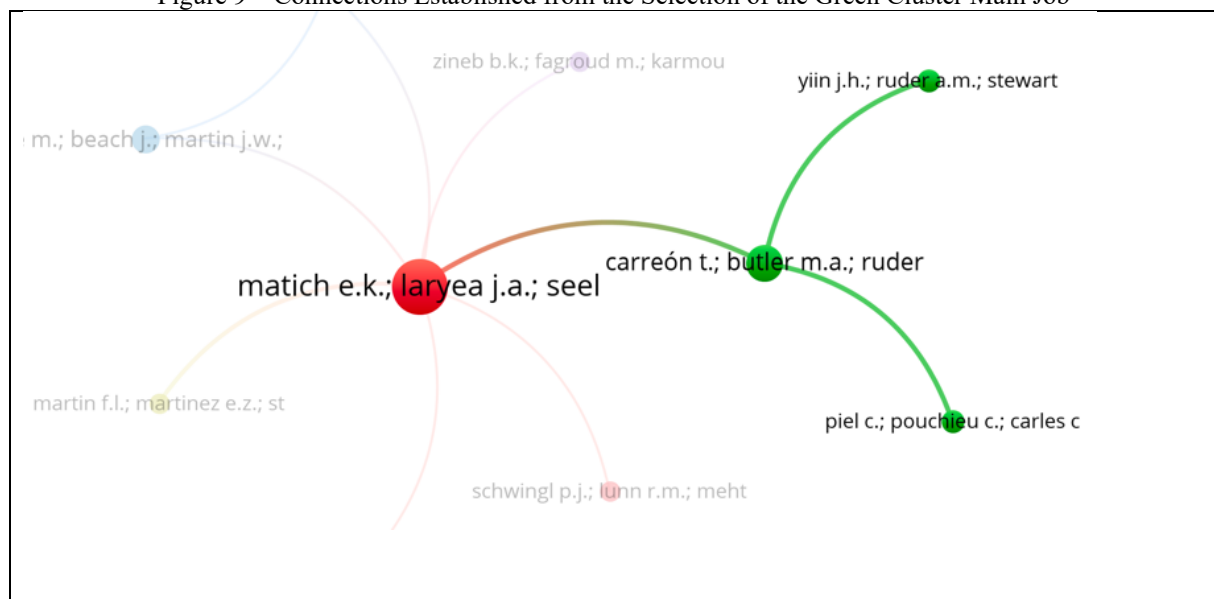 Figure 9 – Connections Established from the Selection of the Green Cluster Main Job
zineb b.k.; fagroud m.; karmou
yiin j.h.; ruder a.m.; stewart
m.; beach j.; martin j.w.;
carreón t.; butler m.a.; ruder
matich e.k.; laryea j.a.; seel
martin f.l.; martinez e.z.; st
piel c.; pouchieu c.; carles c
schwingl p.j.; lunn r.m.; meht